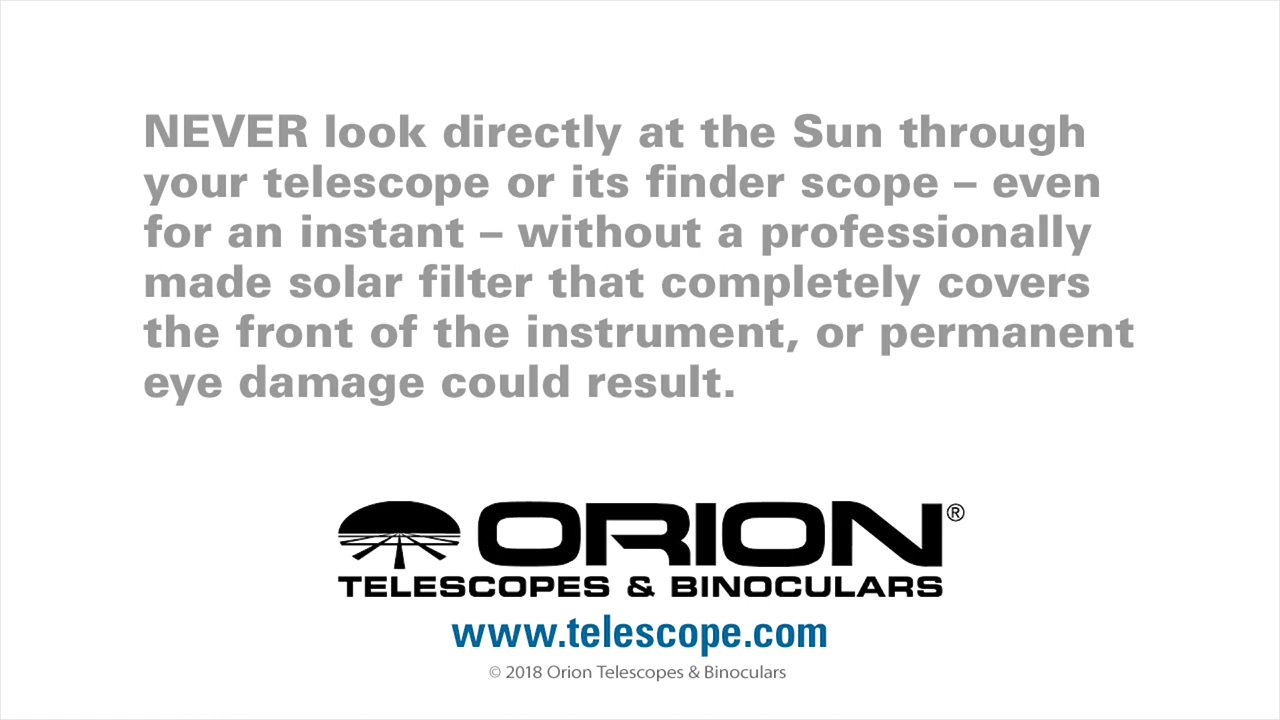 NEVER look directly at the Sun through
your telescope or its finder scope – even
for an instant – without a professionally
made solar filter that completely covers
the front of the instrument, or permanent
eye damage could result.
ORION®
TELESCOPES & BINOCULARS
www.telescope.com
© 2018 Orion Telescopes & Binoculars